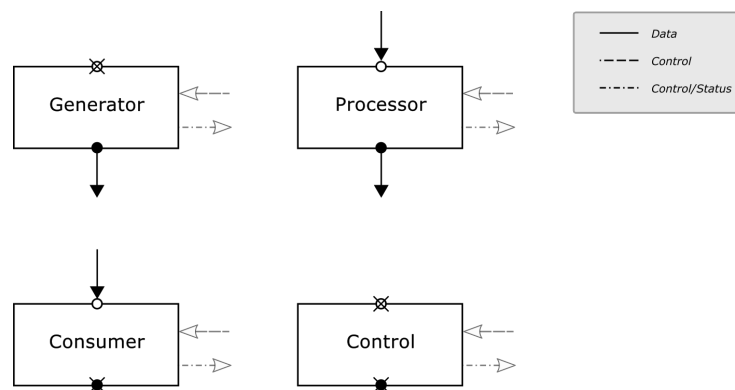 Generator
Processor
Data
Control
Control/Status
Consumer
Control